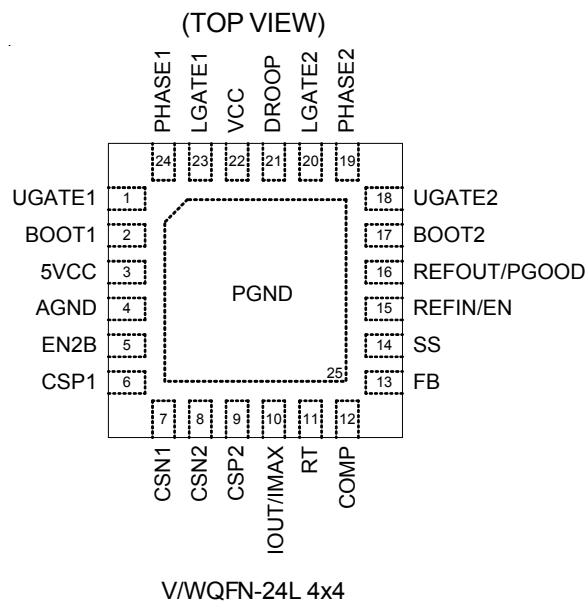 (TOP VIEW)
PHASE1
LGATE1
VCC
DROOP
LGATE2
PHASE2
24 23 22 21 20 19
UGATE1 1
BOOT1 2
5VCC 3
AGND 4
EN2B 5
CSP1 6
PGND
25
18 UGATE2
17 BOOT2
16 REFOUT/PGOOD
15 REFIN/EN
14 SS
13 FB
7 8 9 10 11 12
CSN1
CSN2
CSP2
IOUT/IMAX
RT
COMP
V/WQFN-24L 4x4